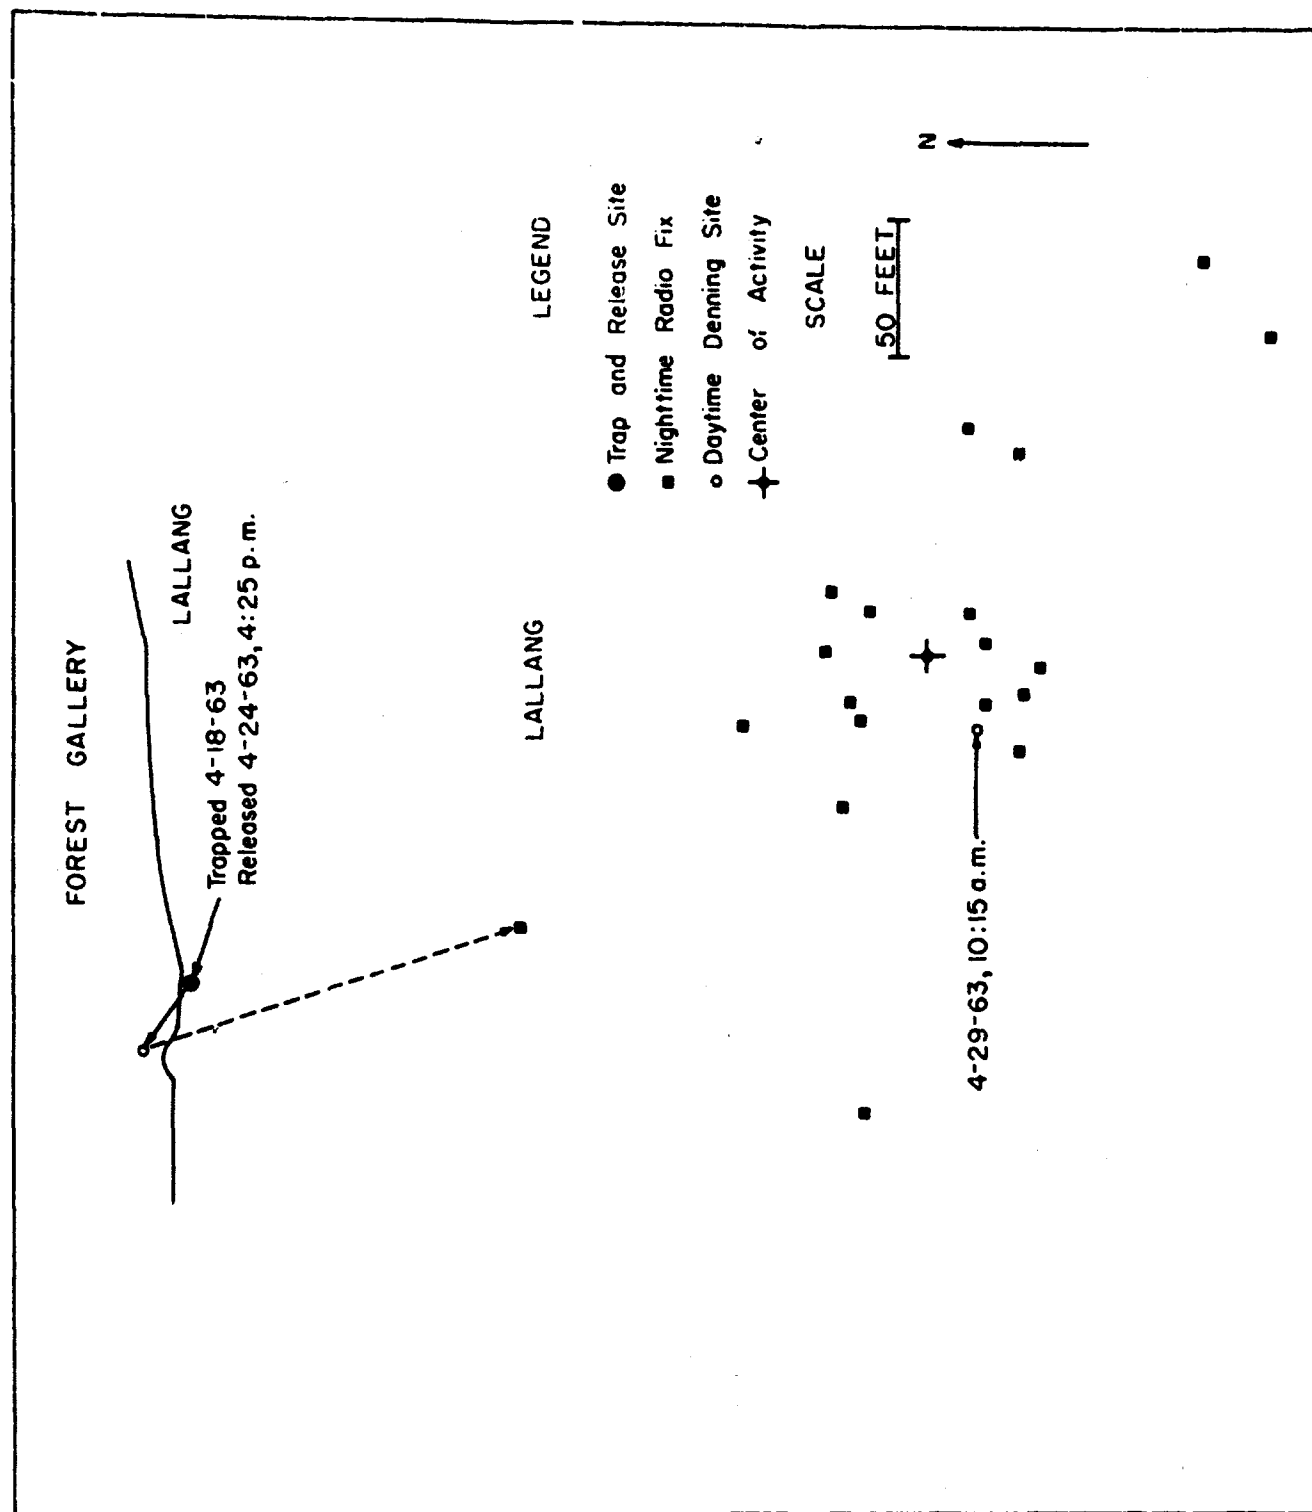 FOREST GALLERY
LALLANG
Trapped 4-18-63
Released 4-24-63, 4:25 p.m.
LALLANG
4-29-63, 10:15 a.m.
LEGEND
Trap and Release Site
Nighttime Radio Fix
Daytime Denning Site
Center of Activity
SCALE
50 FEET
N